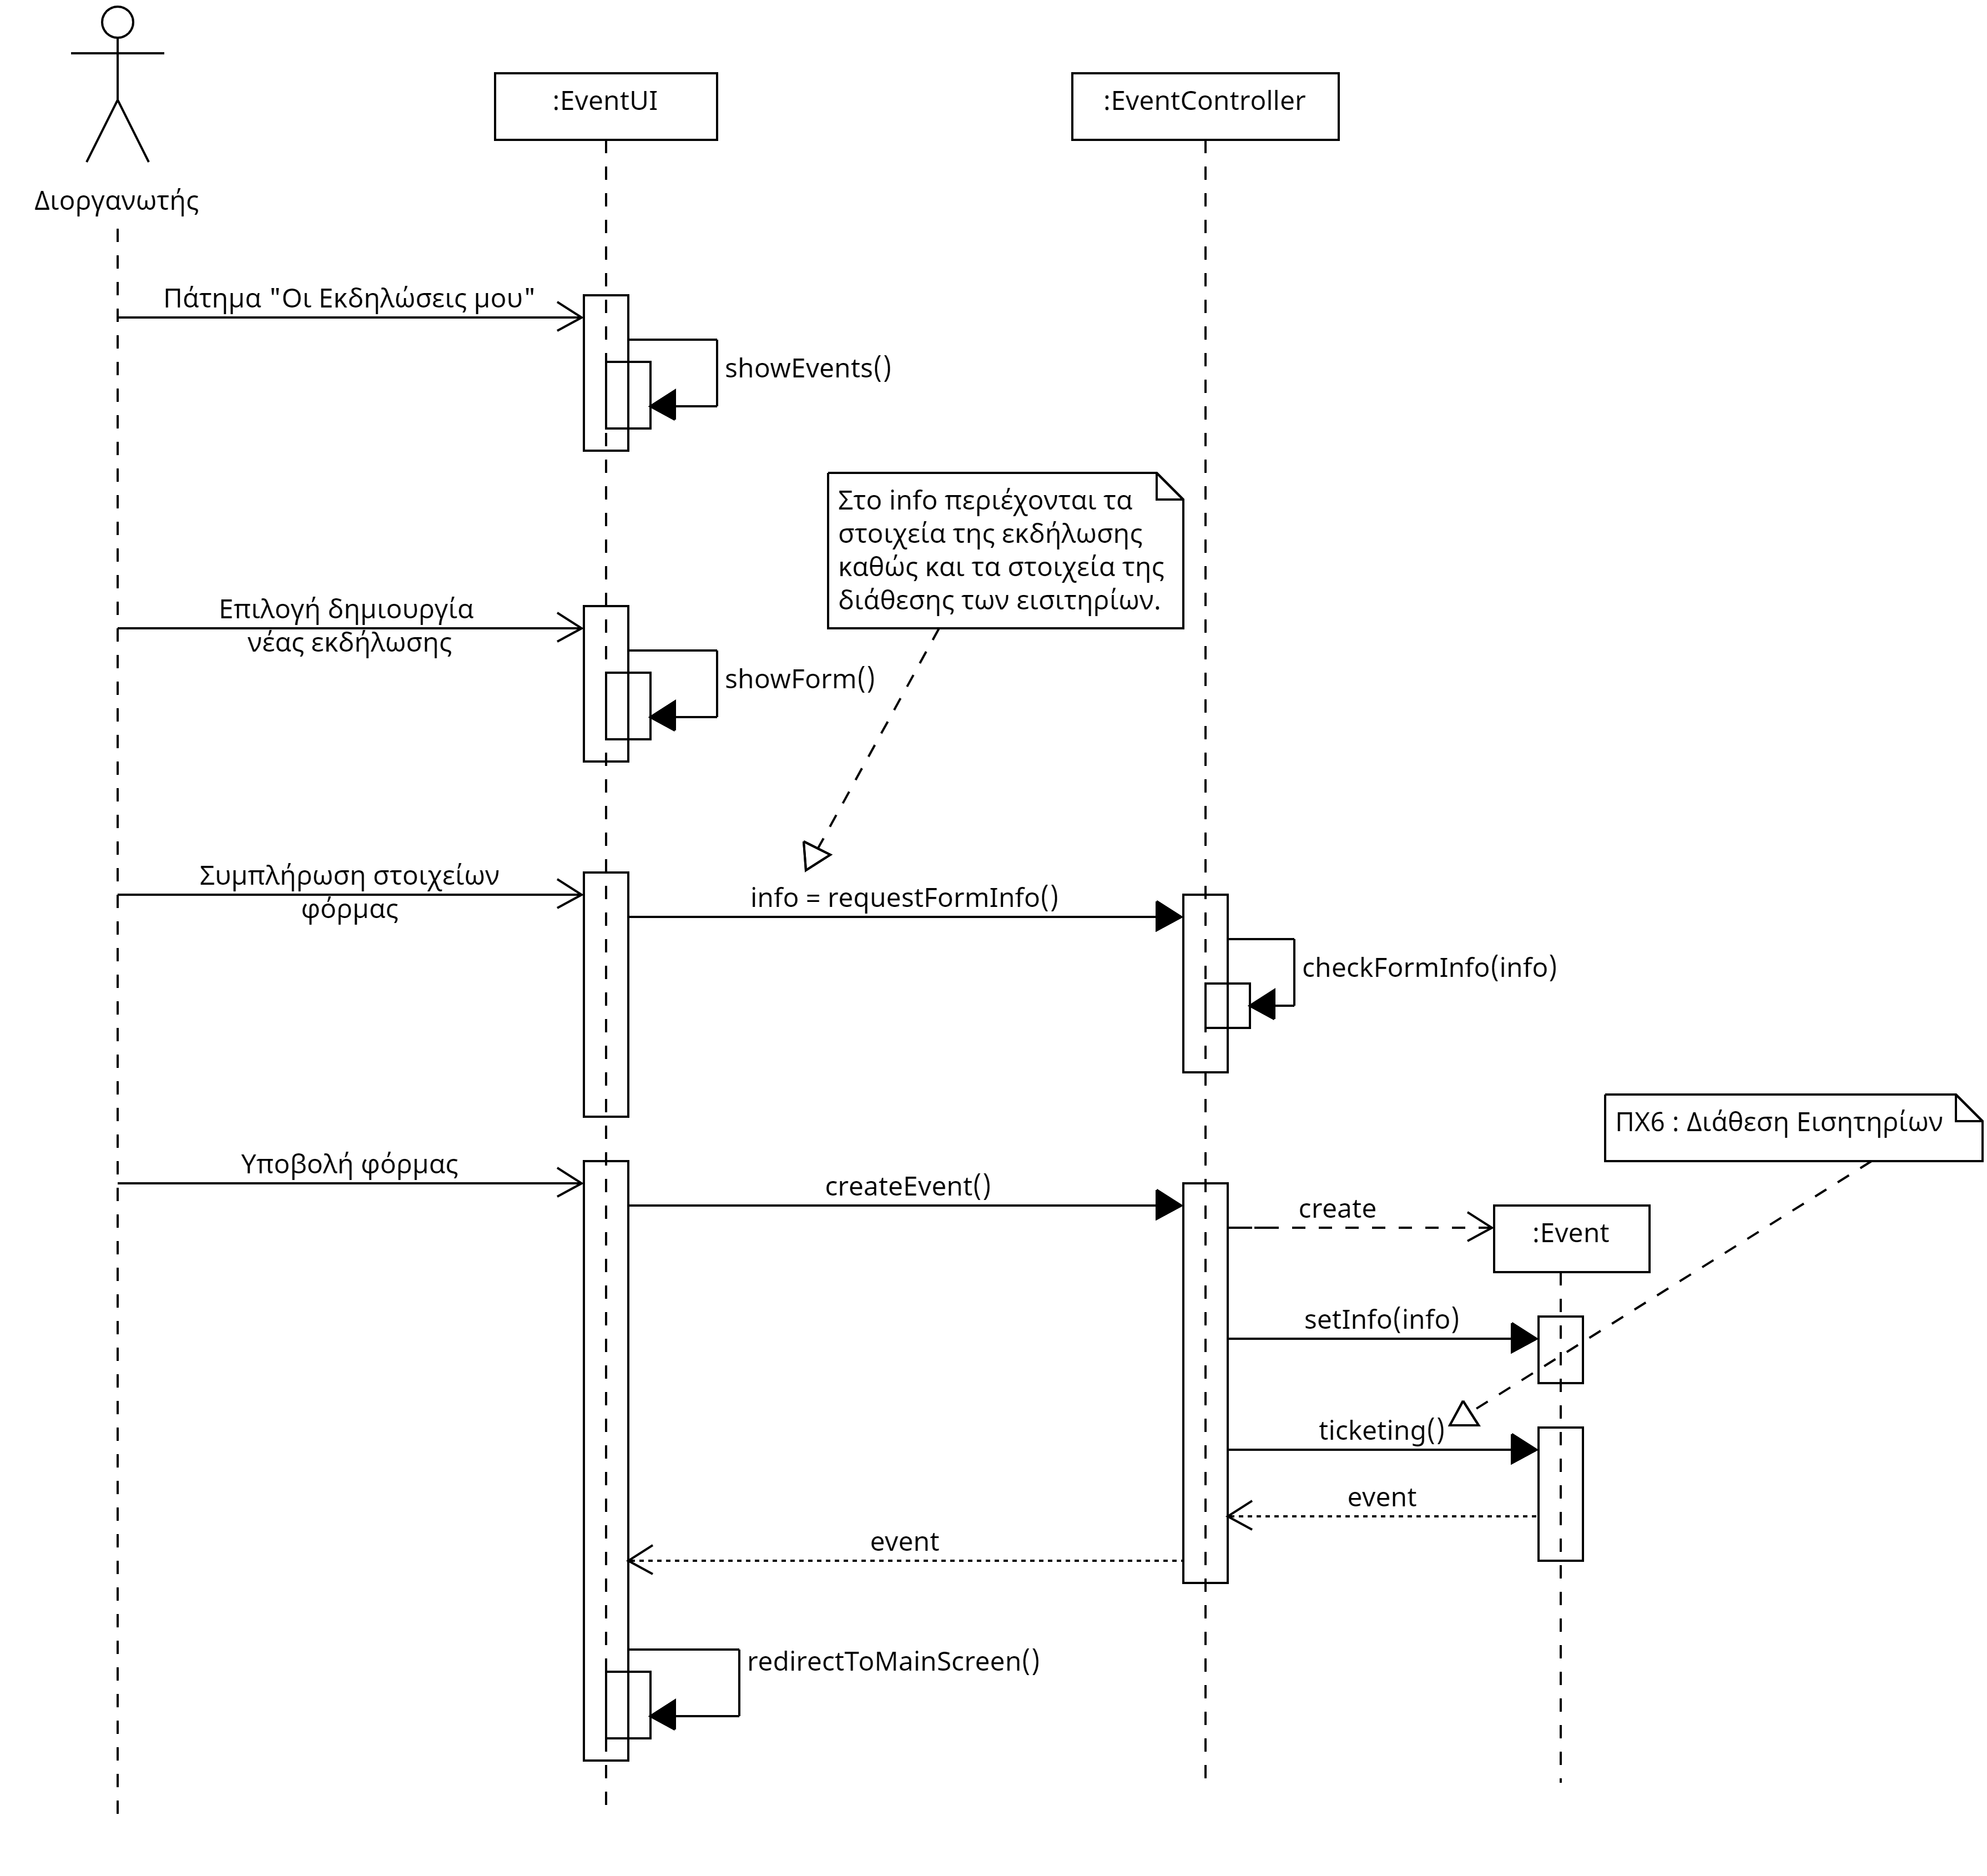 :EventUI
:EventController
Διοργανωτής
Πάτημα "Οι Εκδηλώσεις μου"
showEvents()
Στο info περιέχονται τα
στοιχεία της εκδήλωσης
καθώς και τα στοιχεία της
διάθεσης των εισιτηρίων.
Επιλογή δημιουργία
νέας εκδήλωσης
showForm()
Συμπλήρωση στοιχείων
φόρμας
info = requestFormInfo()
checkFormInfo(info)
ΠΧ6 : Διάθεση Εισητηρίων
Υποβολή φόρμας
createEvent()
create
:Event
setInfo(info)
ticketing()
event
event
redirectToMainScreen()